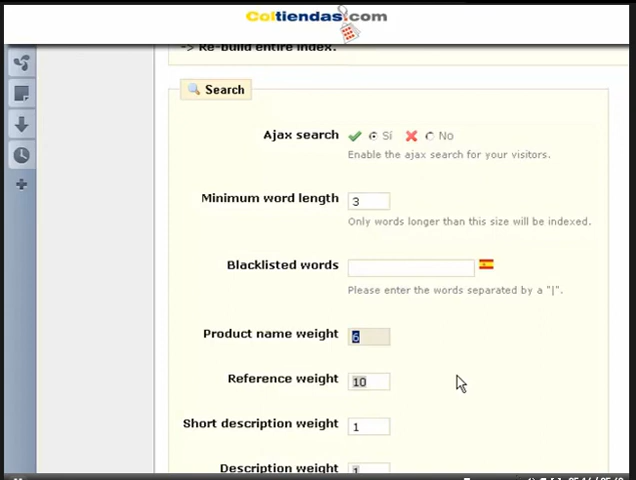 Coltiendas.com
-> Re-build entire index.
Search
Ajax search
Sí
No
Enable the ajax search for your visitors.
Minimum word length
3
Only words longer than this size will be indexed.
Blacklisted words
Please enter the words separated by a "|".
Product name weight
6
Reference weight
10
Short description weight
1
Description weight
1